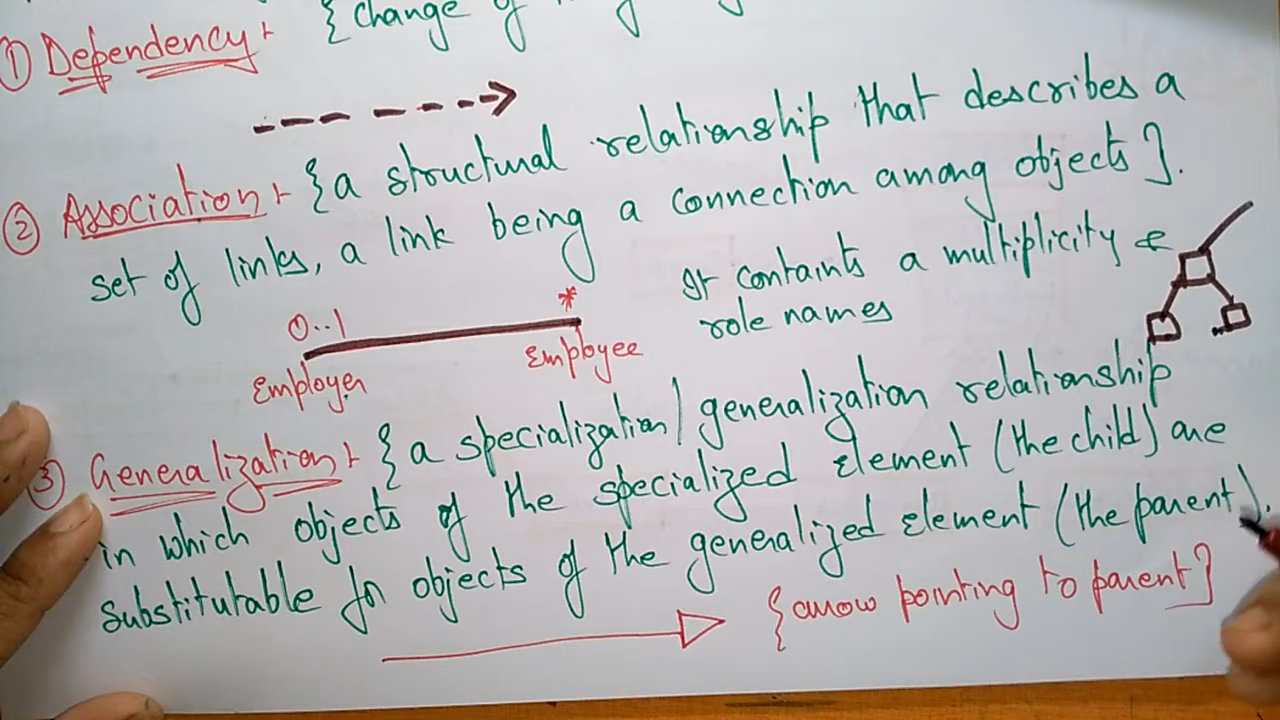 ① Dependency :- { change of
② Association :- { a structural relationship that describes a
set of links, a link being a connection among objects }.
It containts a multiplicity &
role names
0..1 *
Employer Employee
③ Generalization :- { a specialization/generalization relationship
in which objects of the specialized element (the child) are
substitutable for objects of the generalized element (the parent).
{ arrow pointing to parent }